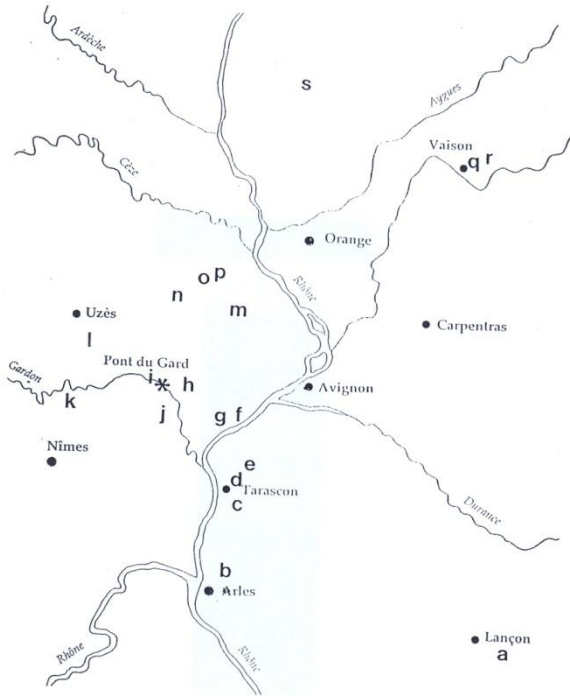 Ardèche
s
Ayguës
Cèze
Vaison
q r
Orange
o p
Rhône
n
m
Uzès
Carpentras
l
Pont du Gard
Gardon
i h
Avignon
k
j
g f
Nîmes
e
d
Tarascon
c
Durance
b
Arles
Lançon
a
Rhône
Rhône